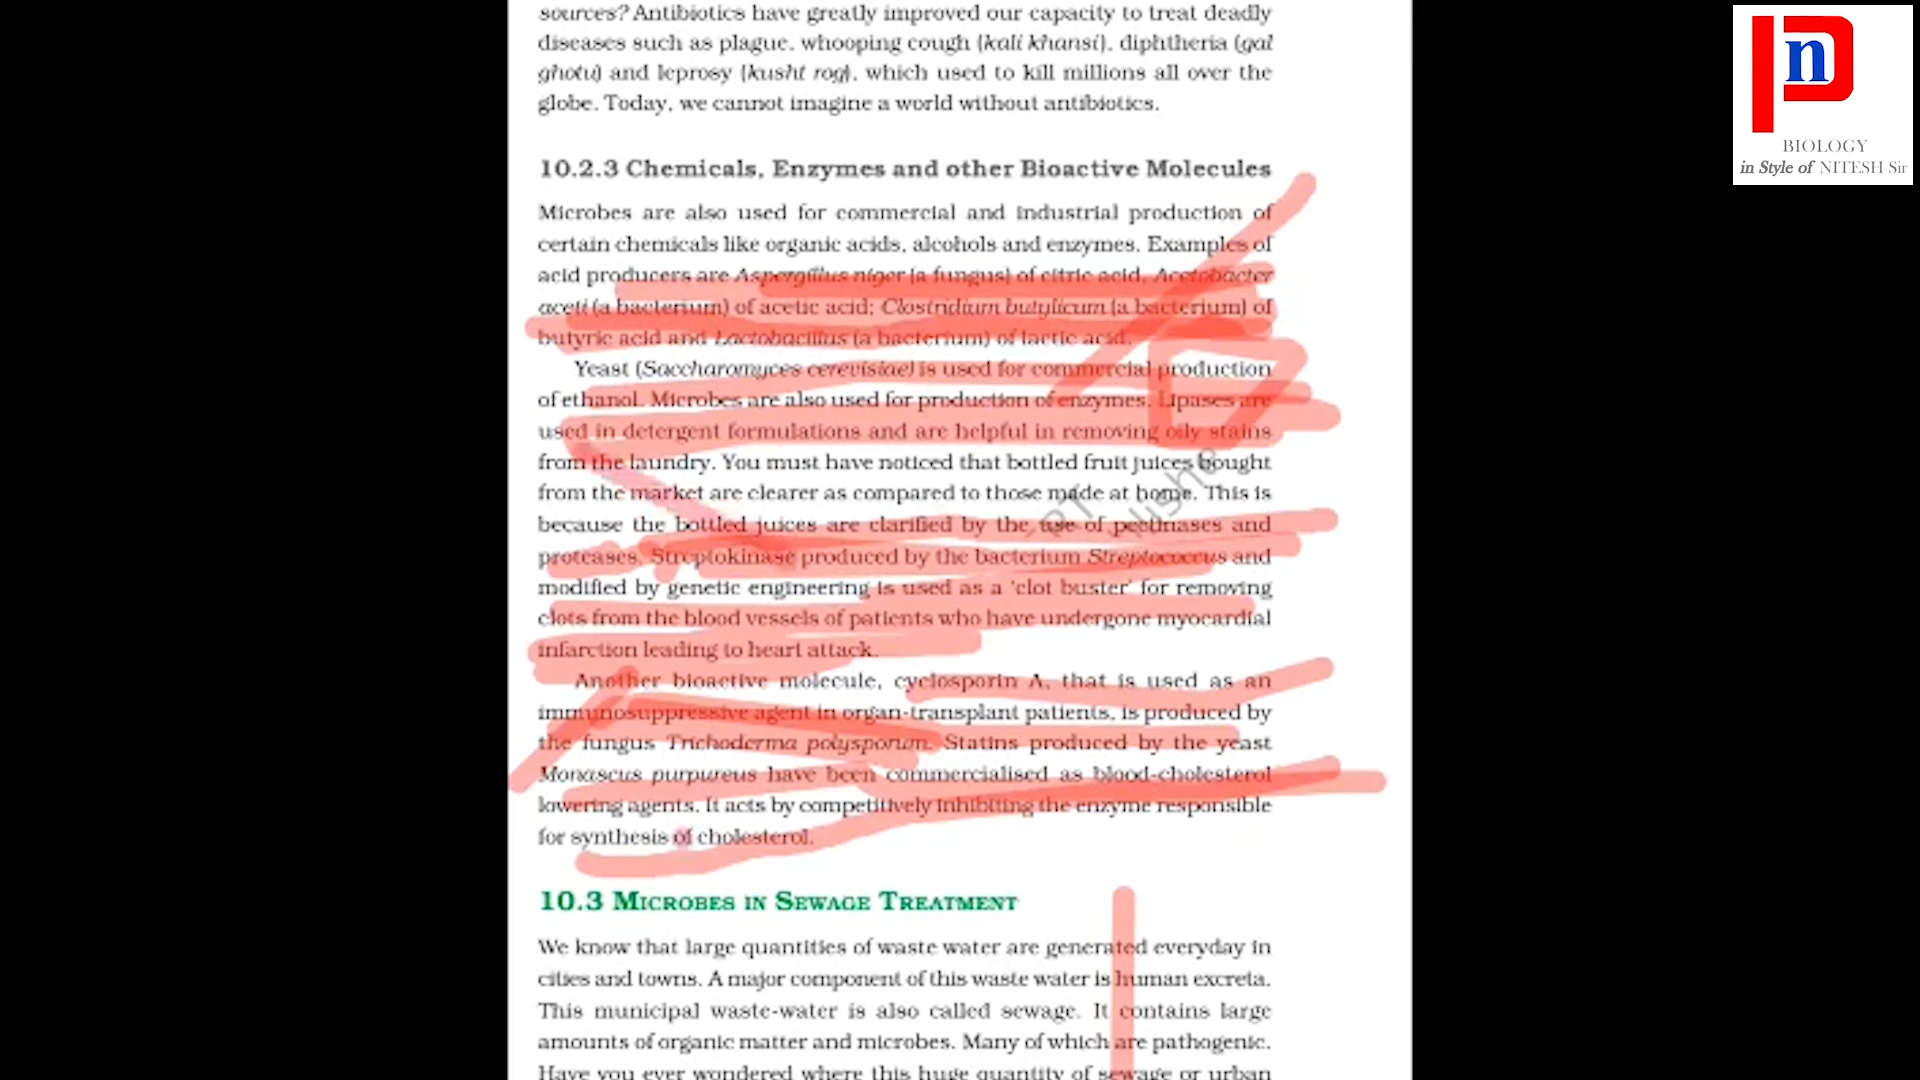 sources? Antibiotics have greatly improved our capacity to treat deadly
diseases such as plague, whooping cough (kali khansi), diphtheria (gal
ghotu) and leprosy (kusht rog), which used to kill millions all over the
globe. Today, we cannot imagine a world without antibiotics.
10.2.3 Chemicals, Enzymes and other Bioactive Molecules
Microbes are also used for commercial and industrial production of
certain chemicals like organic acids, alcohols and enzymes. Examples of
acid producers are Aspergillus niger (a fungus) of citric acid, Acetobacter
aceti (a bacterium) of acetic acid; Clostridium butylicum (a bacterium) of
butyric acid and Lactobacillus (a bacterium) of lactic acid.
Yeast (Saccharomyces cerevisiae) is used for commercial production
of ethanol. Microbes are also used for production of enzymes. Lipases are
used in detergent formulations and are helpful in removing oily stains
from the laundry. You must have noticed that bottled fruit juices bought
from the market are clearer as compared to those made at home. This is
because the bottled juices are clarified by the use of pectinases and
proteases. Streptokinase produced by the bacterium Streptococcus and
modified by genetic engineering is used as a 'clot buster' for removing
clots from the blood vessels of patients who have undergone myocardial
infarction leading to heart attack.
Another bioactive molecule, cyclosporin A, that is used as an
immunosuppressive agent in organ-transplant patients, is produced by
the fungus Trichoderma polysporum. Statins produced by the yeast
Monascus purpureus have been commercialised as blood-cholesterol
lowering agents. It acts by competitively inhibiting the enzyme responsible
for synthesis of cholesterol.
10.3 MICROBES IN SEWAGE TREATMENT
We know that large quantities of waste water are generated everyday in
cities and towns. A major component of this waste water is human excreta.
This municipal waste-water is also called sewage. It contains large
amounts of organic matter and microbes. Many of which are pathogenic.
Have you ever wondered where this huge quantity of sewage or urban
Pn
BIOLOGY
in Style of NITESH Sir